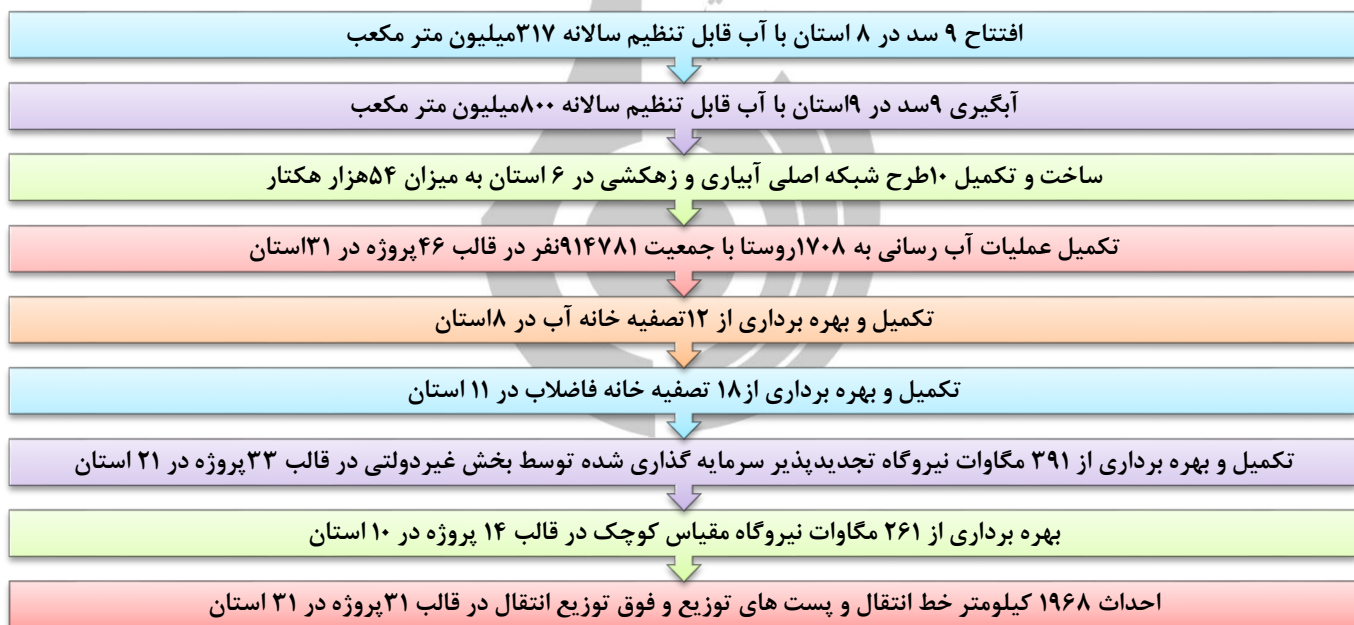 افتتاح ۹ سد در ۸ استان با آب قابل تنظیم سالانه ۳۱۷میلیون متر مکعب
آبگیری ۹سد در ۹استان با آب قابل تنظیم سالانه ۸۰۰میلیون متر مکعب
ساخت و تکمیل ۱۰طرح شبکه اصلی آبیاری و زهکشی در ۶ استان به میزان ۵۴هزار هکتار
تکمیل عملیات آب رسانی به ۱۷۰۸روستا با جمعیت ۹۱۴۷۸۱نفر در قالب ۴۶پروژه در ۳۱استان
تکمیل و بهره برداری از ۱۲تصفیه خانه آب در ۸استان
تکمیل و بهره برداری از۱۸ تصفیه خانه فاضلاب در ۱۱ استان
تکمیل و بهره برداری از ۳۹۱ مگاوات نیروگاه تجدیدپذیر سرمایه گذاری شده توسط بخش غیردولتی در قالب ۳۳پروژه در ۲۱ استان
بهره برداری از ۲۶۱ مگاوات نیروگاه مقیاس کوچک در قالب ۱۴ پروژه در ۱۰ استان
احداث ۱۹۶۸ کیلومتر خط انتقال و پست های توزیع و فوق توزیع انتقال در قالب ۳۱پروژه در ۳۱ استان